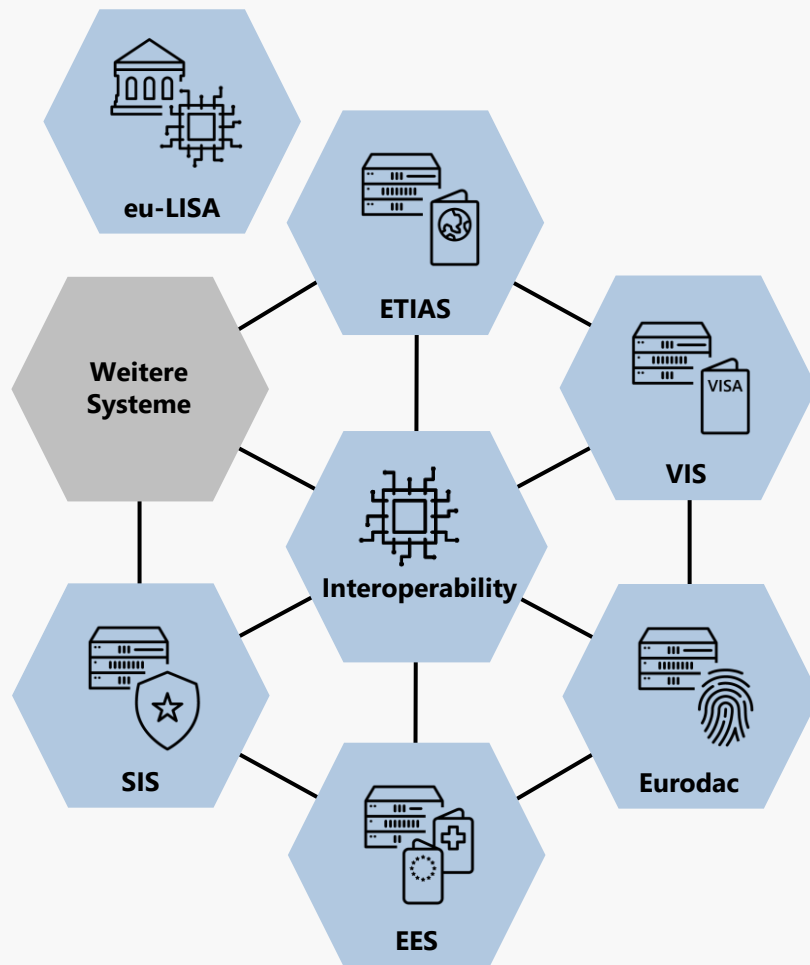 eu-LISA
ETIAS
Weitere
Systeme
VISA
VIS
Interoperability
SIS
Eurodac
EES